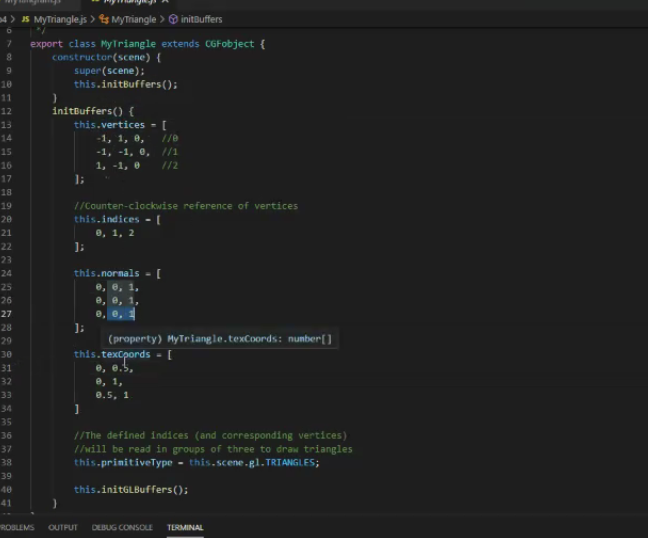 MyTriangle.js
p4 > JS MyTriangle.js > MyTriangle > initBuffers
6 */
7 export class MyTriangle extends CGFobject {
8 constructor(scene) {
9 super(scene);
10 this.initBuffers();
11 }
12 initBuffers() {
13 this.vertices = [
14 -1, 1, 0, //0
15 -1, -1, 0, //1
16 1, -1, 0 //2
17 ];
18
19 //Counter-clockwise reference of vertices
20 this.indices = [
21 0, 1, 2
22 ];
23
24 this.normals = [
25 0, 0, 1,
26 0, 0, 1,
27 0, 0, 1
28 ];
(property) MyTriangle.texCoords: number[]
30 this.texCoords = [
31 0, 0.5,
32 0, 1,
33 0.5, 1
34 ]
35
36 //The defined indices (and corresponding vertices)
37 //will be read in groups of three to draw triangles
38 this.primitiveType = this.scene.gl.TRIANGLES;
39
40 this.initGLBuffers();
41 }
PROBLEMS OUTPUT DEBUG CONSOLE TERMINAL